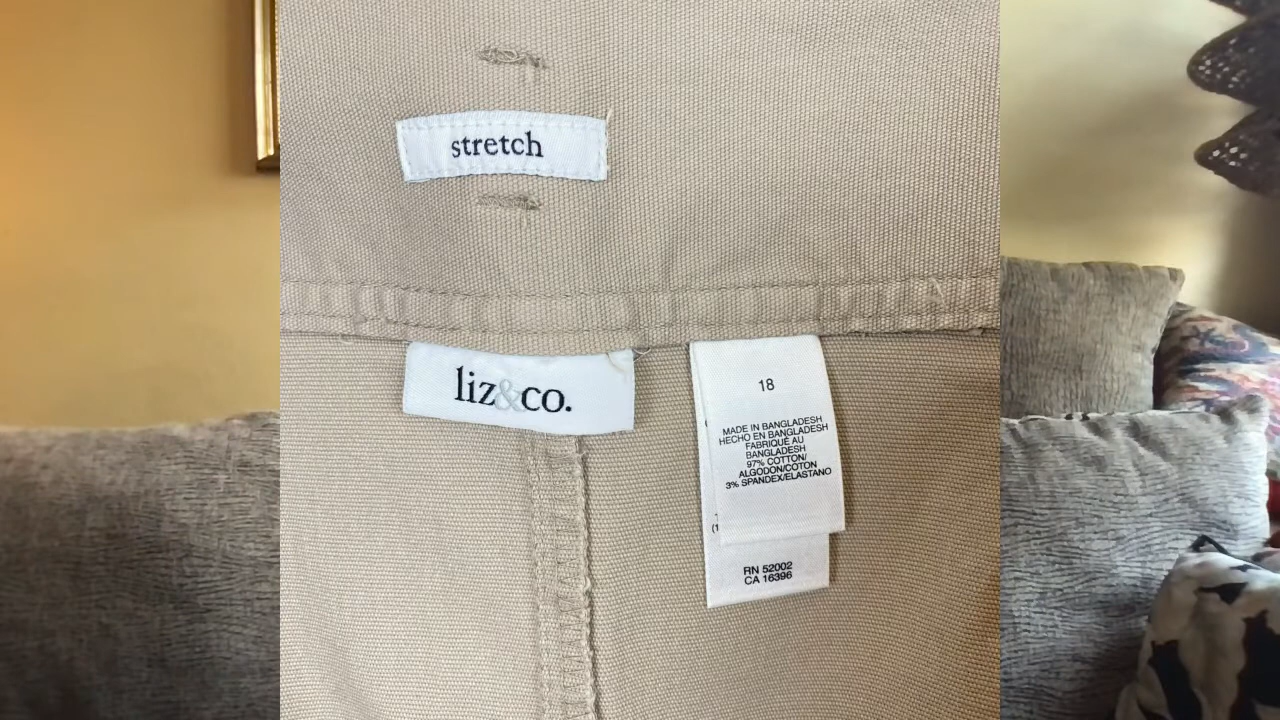 stretch
liz&co.
18
MADE IN BANGLADESH
HECHO EN BANGLADESH
FABRIQUÉ AU
BANGLADESH
97% COTTON/
ALGODON/COTON
3% SPANDEX/ELASTANO
RN 52002
CA 16396